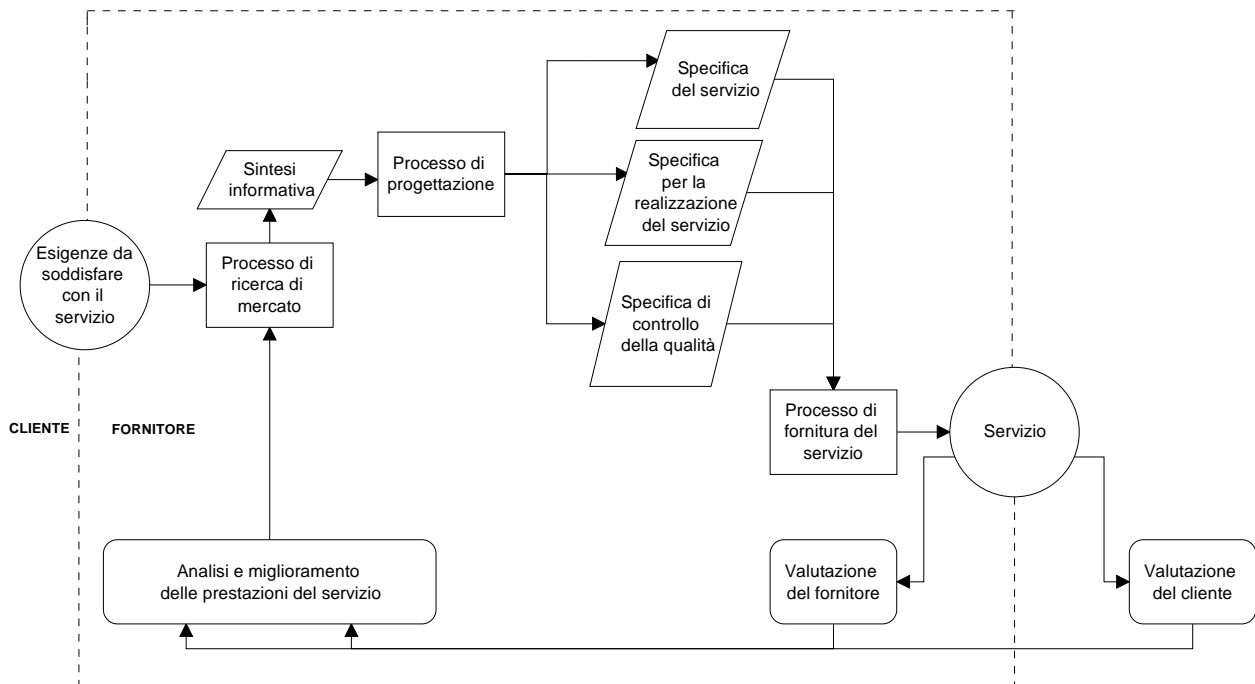 Specifica
del servizio
Sintesi
informativa
Processo di
progettazione
Specifica
per la
realizzazione
del servizio
Esigenze da
soddisfare
con il
servizio
Processo di
ricerca di
mercato
Specifica di
controllo
della qualità
CLIENTE
FORNITORE
Processo di
fornitura del
servizio
Servizio
Analisi e miglioramento
delle prestazioni del servizio
Valutazione
del fornitore
Valutazione
del cliente